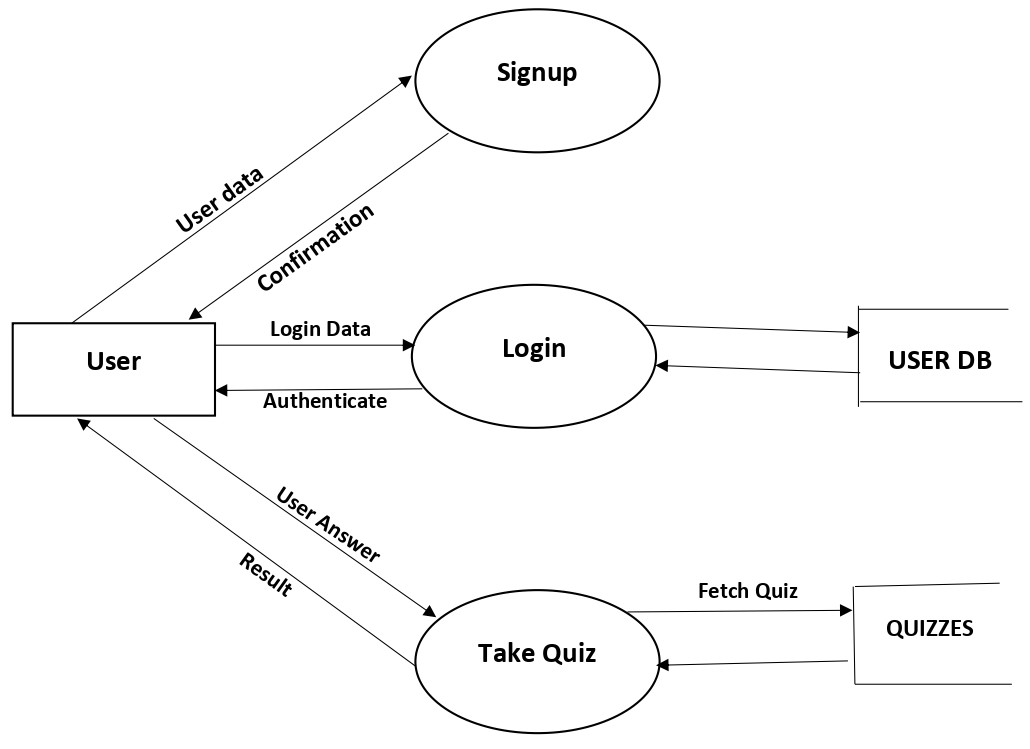 Signup
User data
Confirmation
Login Data
User
Login
USER DB
Authenticate
User Answer
Result
Fetch Quiz
QUIZZES
Take Quiz